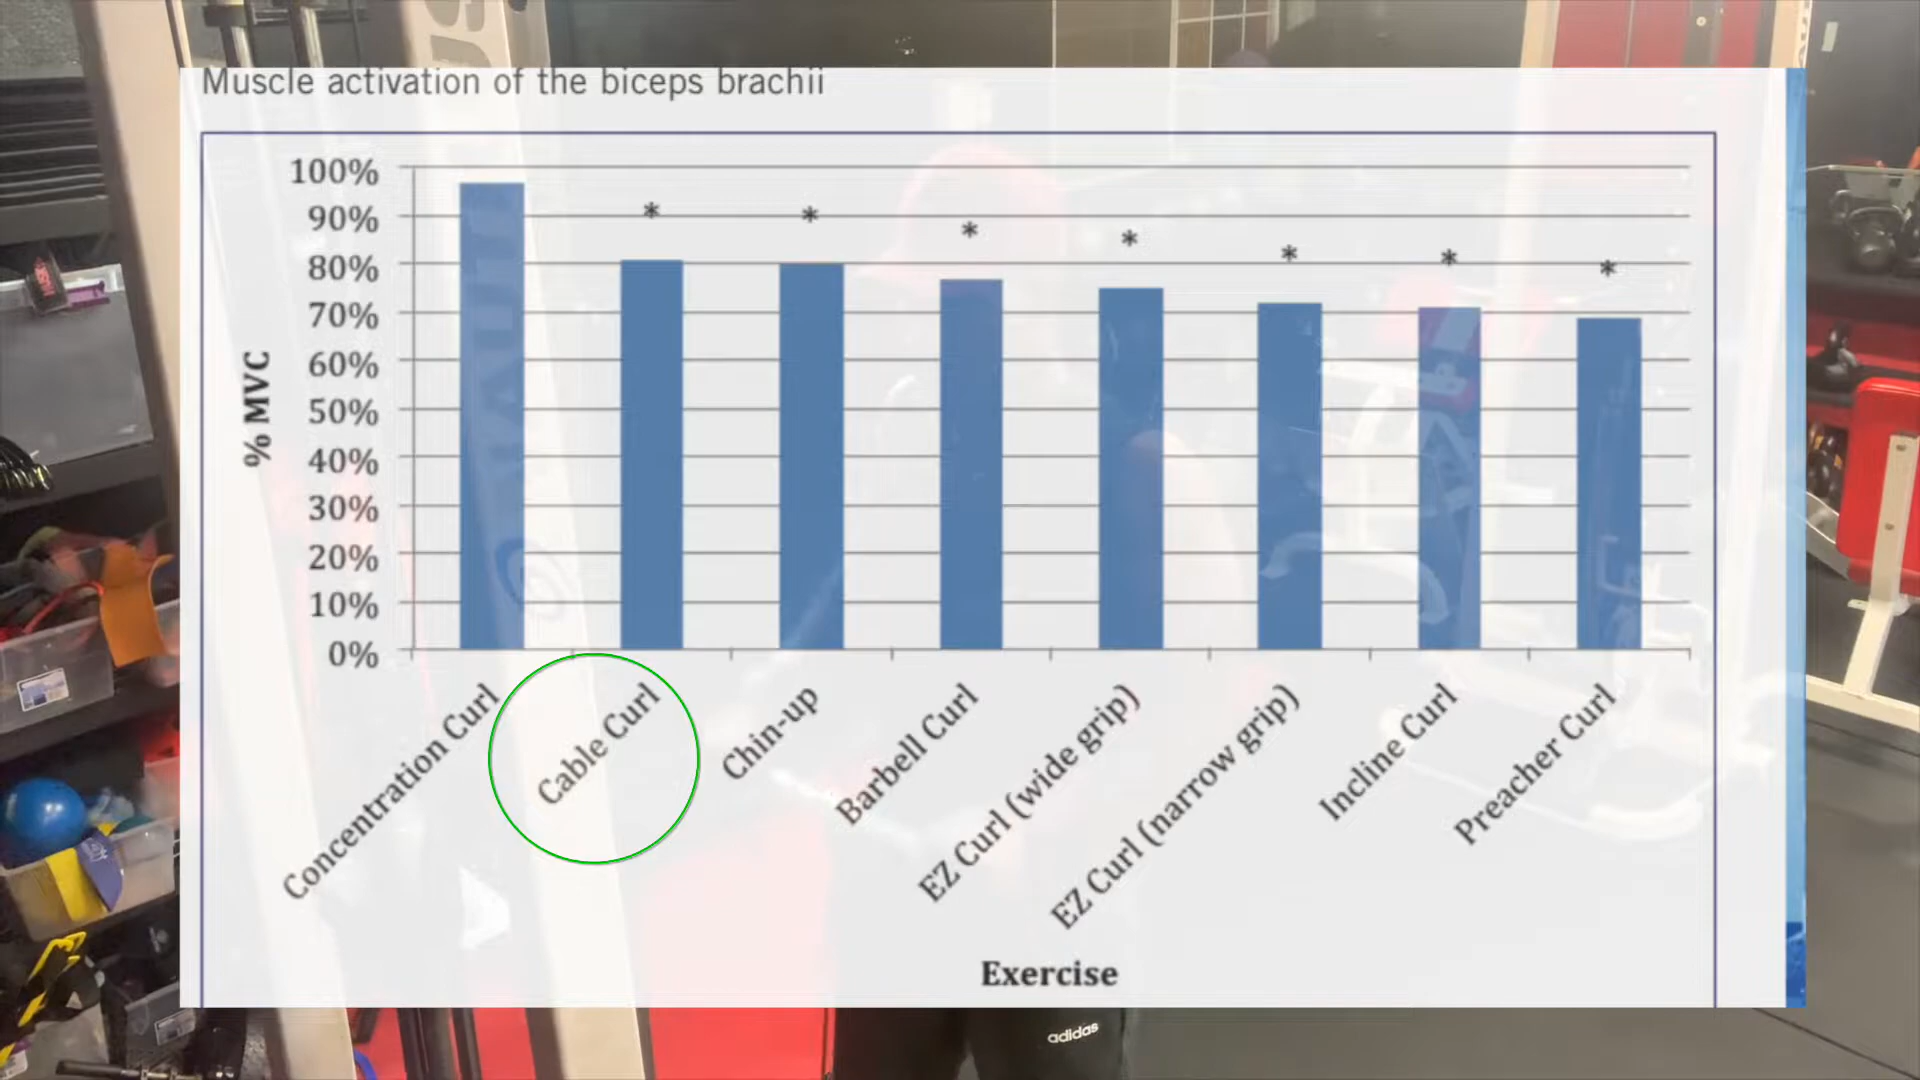 Muscle activation of the biceps brachii
100%
90%
80%
70%
60%
50%
40%
30%
20%
10%
0%
% MVC
*
*
*
*
*
*
*
Concentration Curl
Cable Curl
Chin-up
Barbell Curl
EZ Curl (wide grip)
EZ Curl (narrow grip)
Incline Curl
Preacher Curl
Exercise
adidas